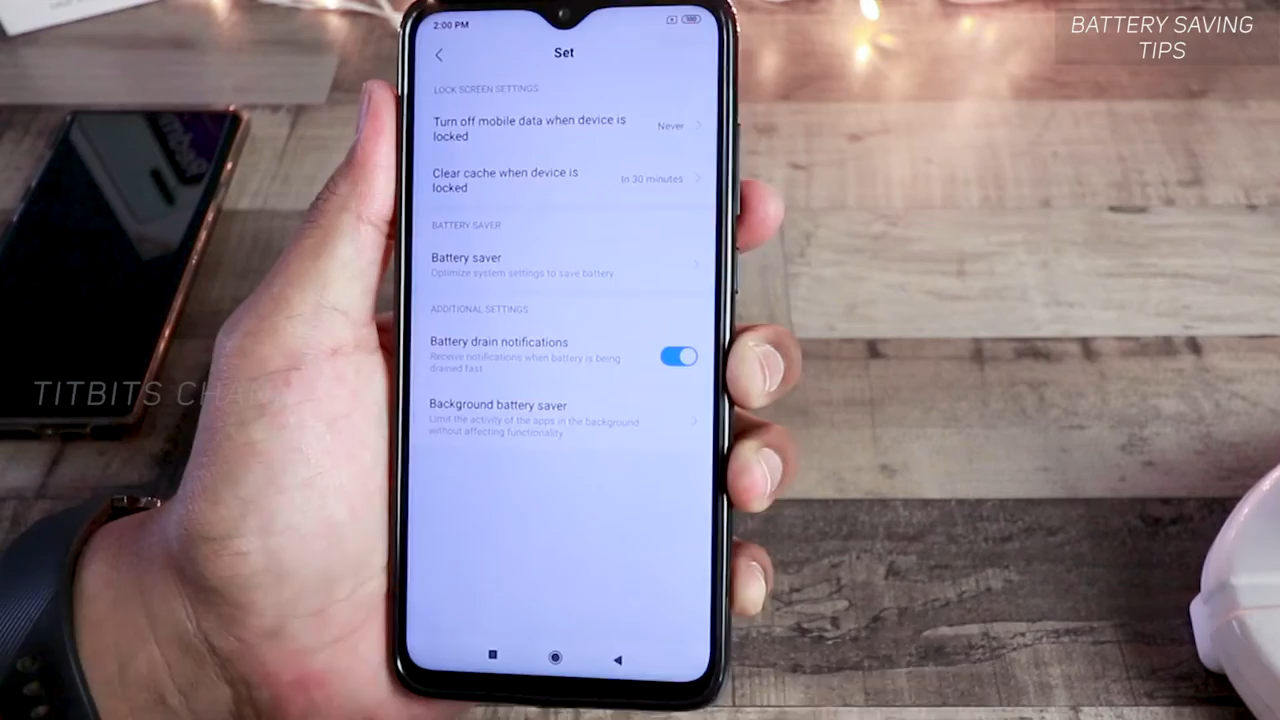 BATTERY SAVING
TIPS
2:00 PM
100
Set
LOCK SCREEN SETTINGS
Turn off mobile data when device is
locked
Never
Clear cache when device is
locked
In 30 minutes
BATTERY SAVER
Battery saver
Optimize system settings to save battery
ADDITIONAL SETTINGS
Battery drain notifications
Receive notifications when battery is being
drained fast
Background battery saver
Limit the activity of the apps in the background
without affecting functionality
TITBITS